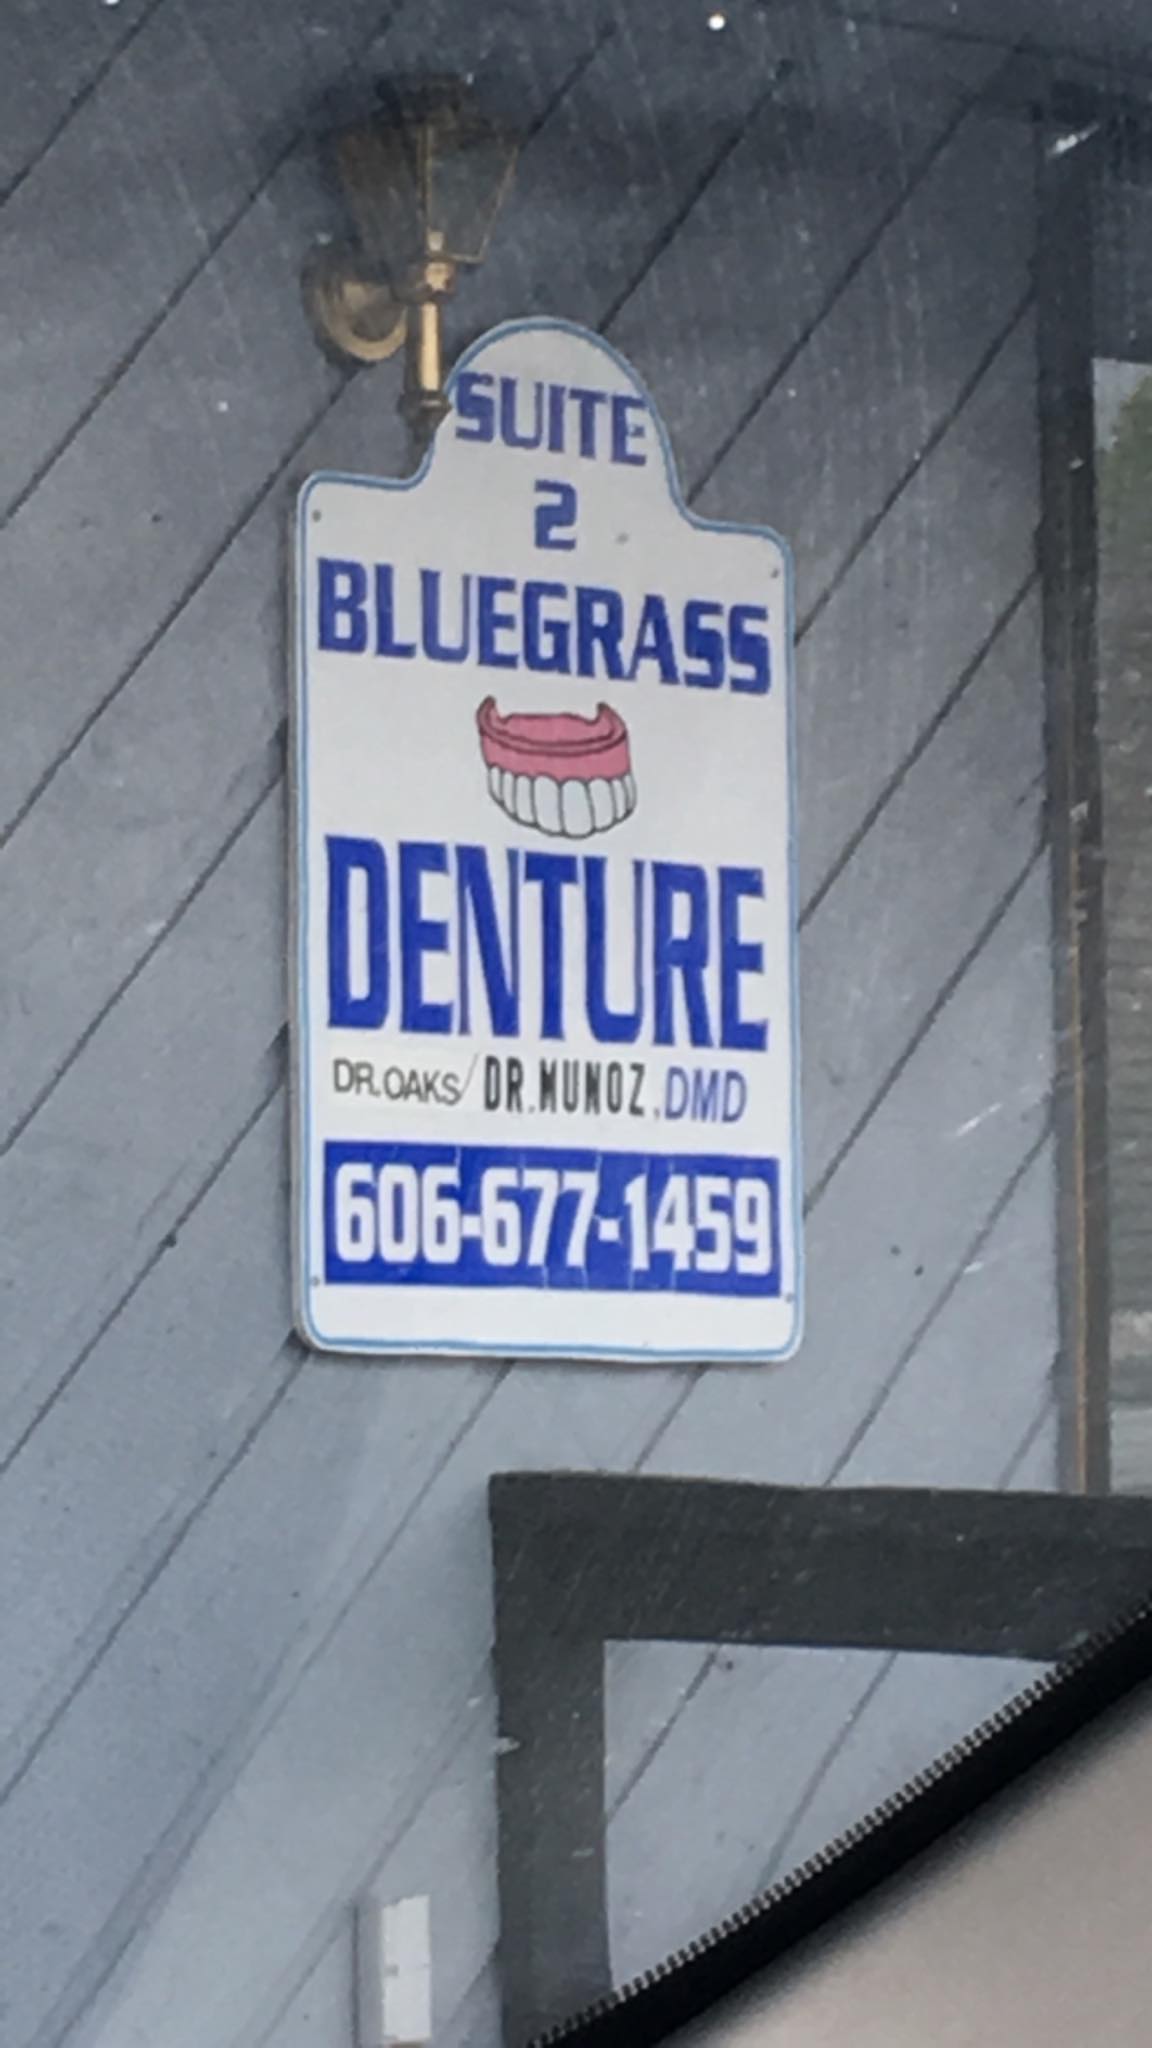 SUITE
2
BLUEGRASS
DENTURE
DR. OAKS/DR. MUNOZ, DMD
606-677-1459